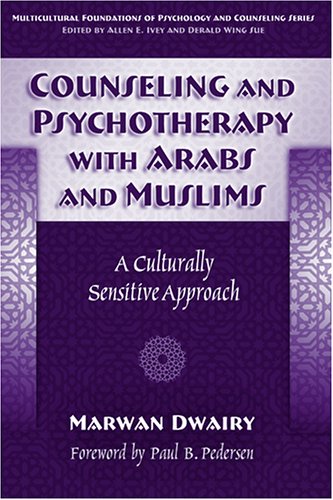 Multicultural Foundations of Psychology and Counseling Series
Edited by Allen E. Ivey and Derald Wing Sue
Counseling and
Psychotherapy
with Arabs
and Muslims
A Culturally
Sensitive Approach
Marwan Dwairy
Foreword by Paul B. Pedersen